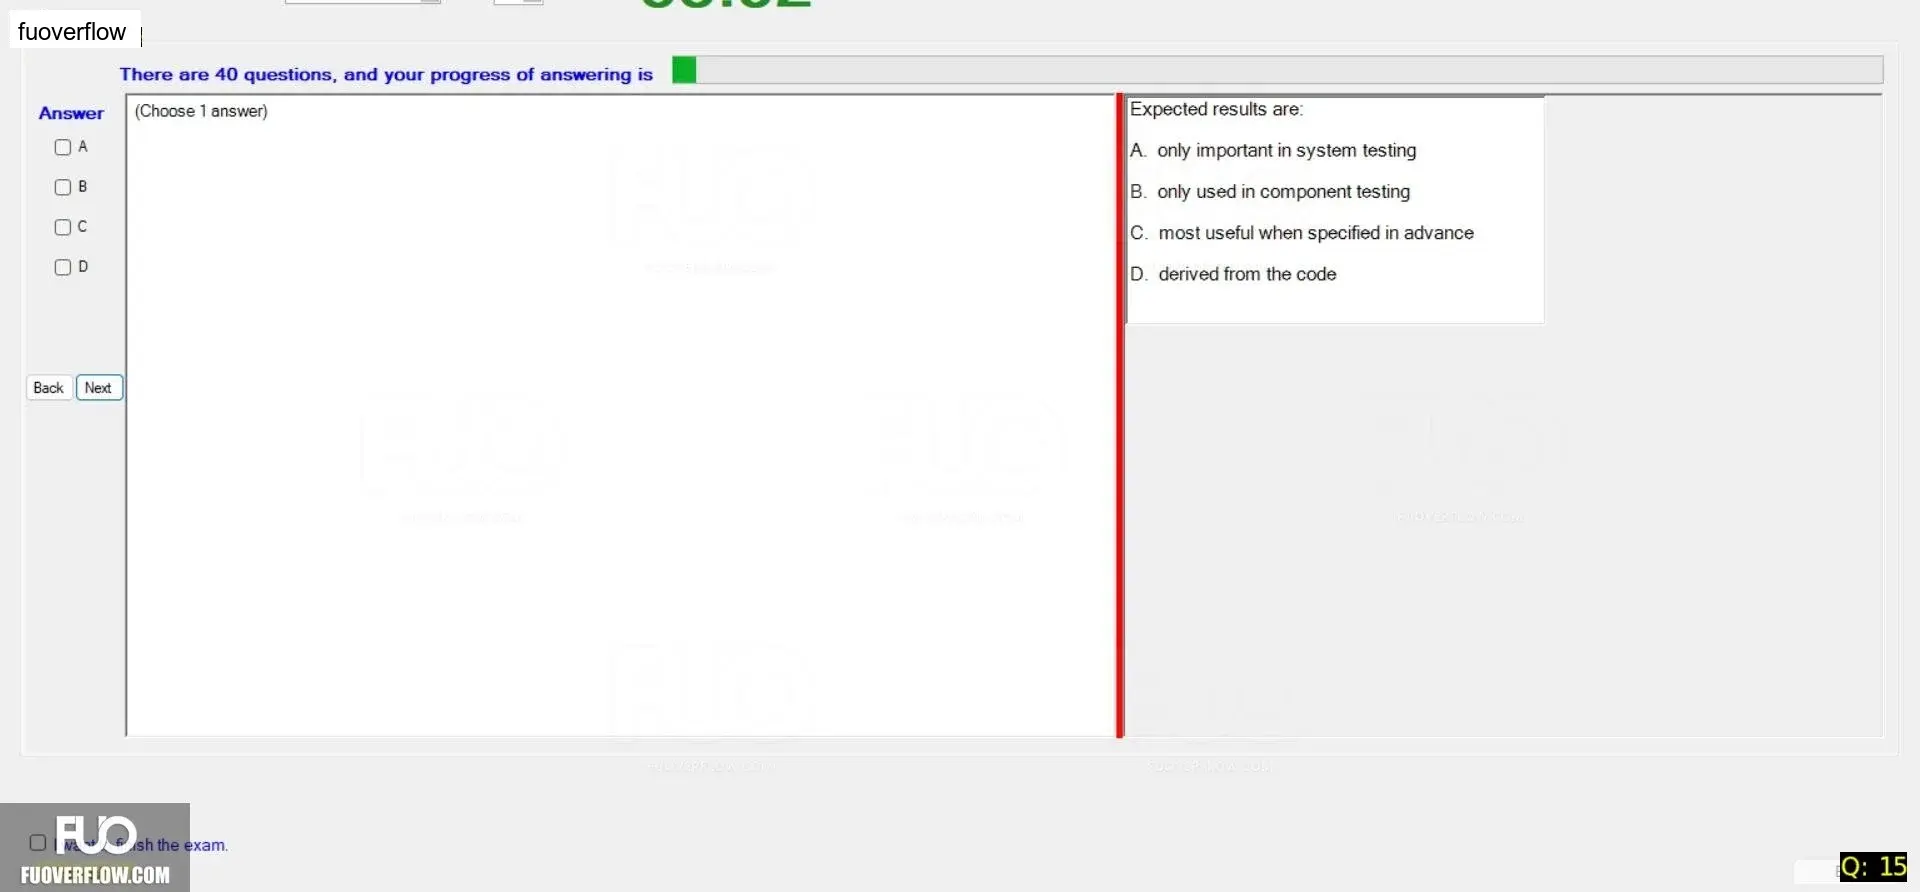 fuoverflow
There are 40 questions, and your progress of answering is
Answer
(Choose 1 answer)
A
B
C
D
Back
Next
Expected results are:
A. only important in system testing
B. only used in component testing
C. most useful when specified in advance
D. derived from the code
finish the exam.
FUO
FUOVERFLOW.COM
Q: 15